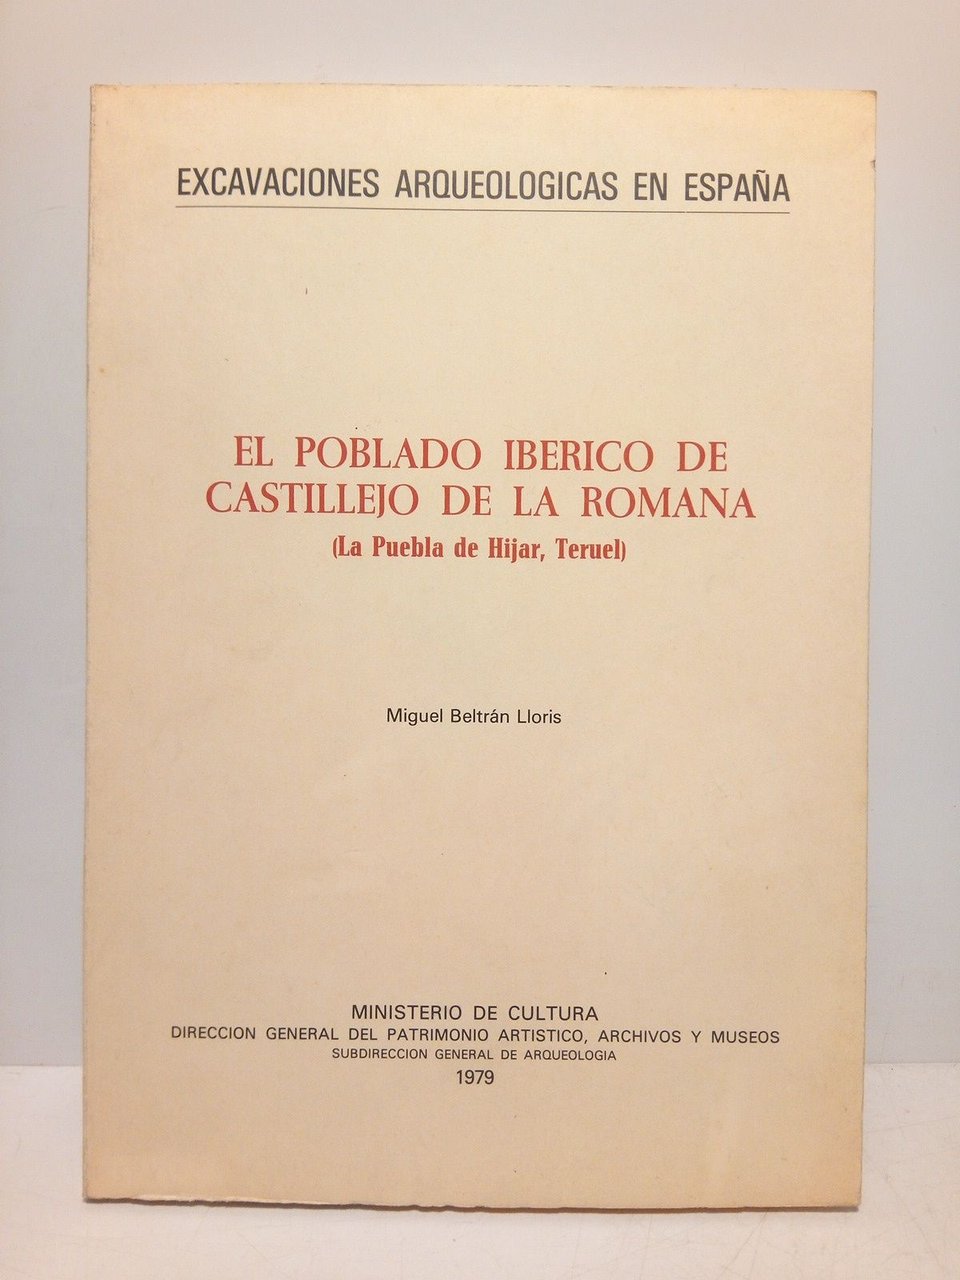 EXCAVACIONES ARQUEOLOGICAS EN ESPAÑA
EL POBLADO IBERICO DE
CASTILLEJO DE LA ROMANA
(La Puebla de Hijar, Teruel)
Miguel Beltrán Lloris
MINISTERIO DE CULTURA
DIRECCION GENERAL DEL PATRIMONIO ARTISTICO, ARCHIVOS Y MUSEOS
SUBDIRECCION GENERAL DE ARQUEOLOGIA
1979